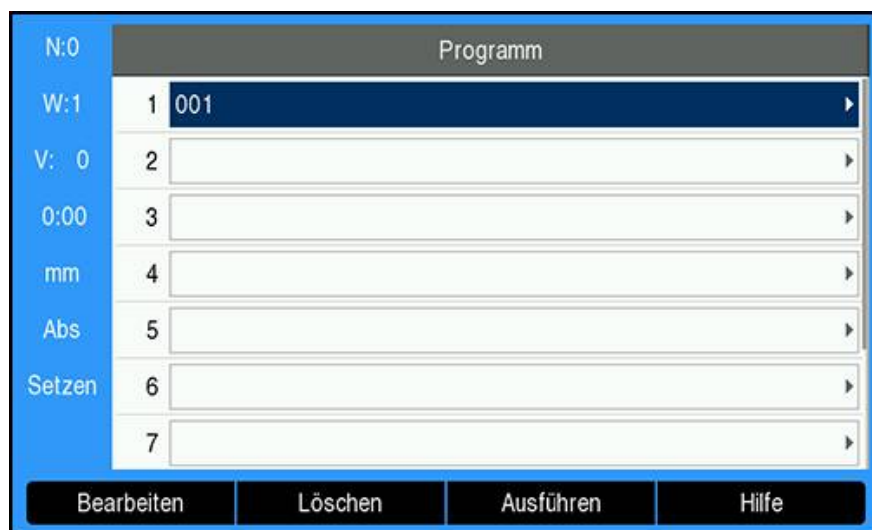 N:0
Programm
W:1
1 001
V: 0
2
0:00
3
mm
4
Abs
5
Setzen
6
7
Bearbeiten Löschen Ausführen Hilfe